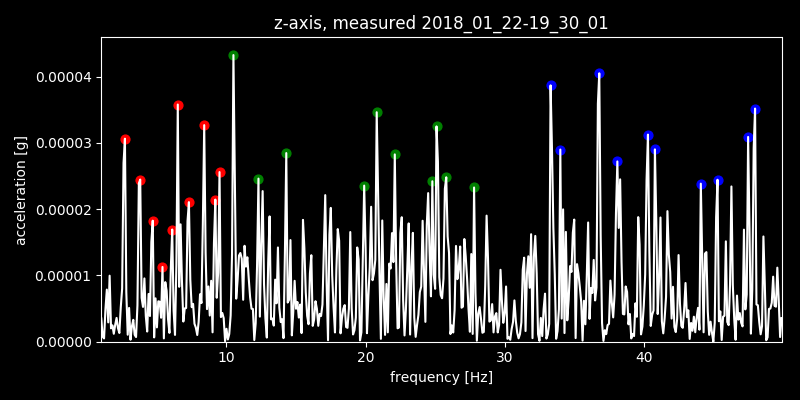 z-axis, measured 2018_01_22-19_30_01
0.00004
0.00003
0.00002
0.00001
0.00000
acceleration [g]
10 20 30 40
frequency [Hz]